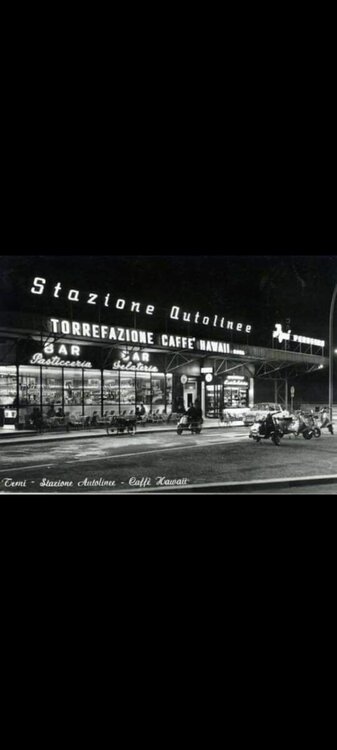 Stazione Autolinee
TORREFAZIONE CAFFE' HAWAII
BAR
Pasticceria
BAR
Gelateria
Terni - Stazione Autolinee - Caffè Hawaii